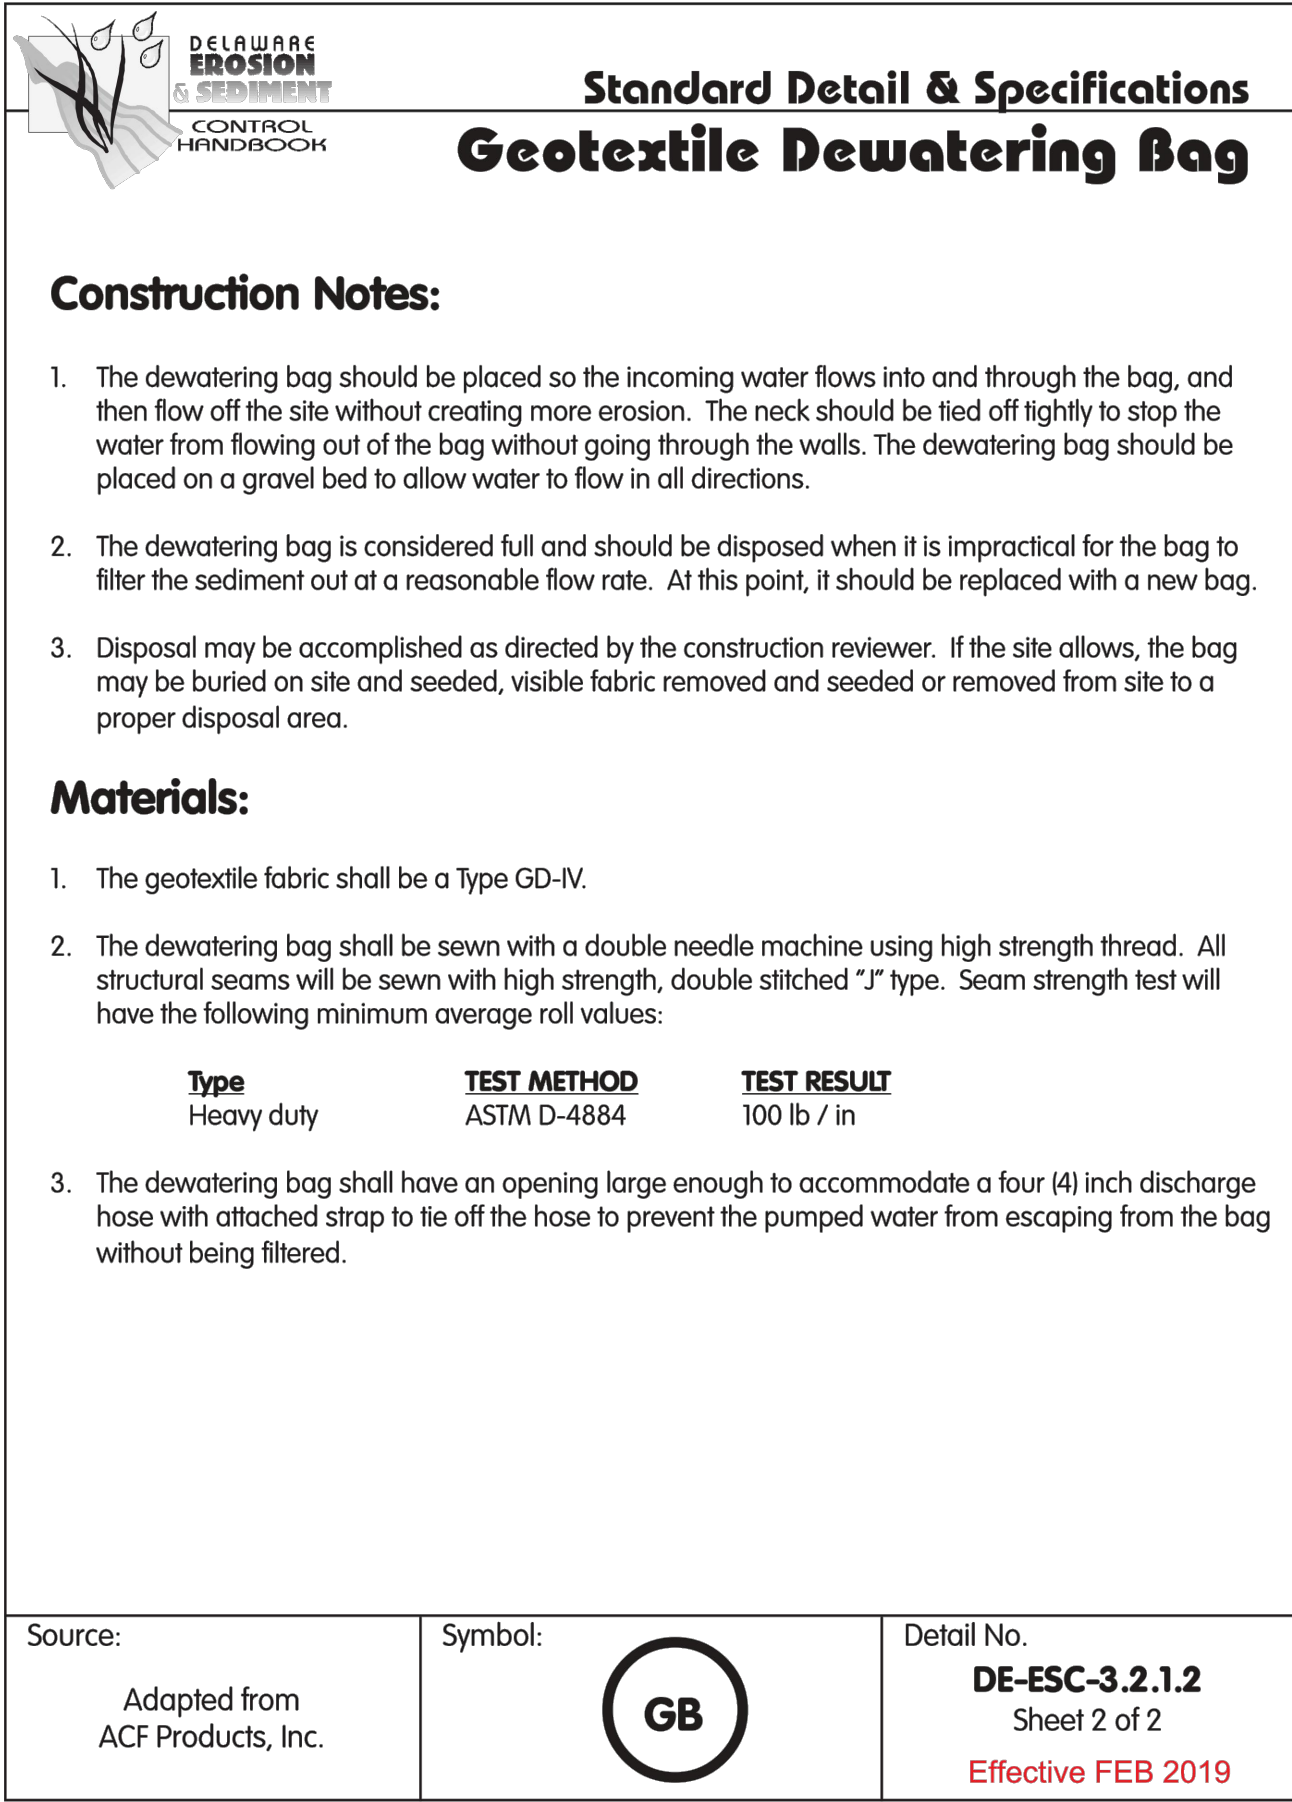 DELAWARE
EROSION
& SEDIMENT
CONTROL
HANDBOOK
Standard Detail & Specifications
Geotextile Dewatering Bag
Construction Notes:
1. The dewatering bag should be placed so the incoming water flows into and through the bag, and
then flow off the site without creating more erosion. The neck should be tied off tightly to stop the
water from flowing out of the bag without going through the walls. The dewatering bag should be
placed on a gravel bed to allow water to flow in all directions.
2. The dewatering bag is considered full and should be disposed when it is impractical for the bag to
filter the sediment out at a reasonable flow rate. At this point, it should be replaced with a new bag.
3. Disposal may be accomplished as directed by the construction reviewer. If the site allows, the bag
may be buried on site and seeded, visible fabric removed and seeded or removed from site to a
proper disposal area.
Materials:
1. The geotextile fabric shall be a Type GD-IV.
2. The dewatering bag shall be sewn with a double needle machine using high strength thread. All
structural seams will be sewn with high strength, double stitched "J" type. Seam strength test will
have the following minimum average roll values:
Type TEST METHOD TEST RESULT
Heavy duty ASTM D-4884 100 lb / in
3. The dewatering bag shall have an opening large enough to accommodate a four (4) inch discharge
hose with attached strap to tie off the hose to prevent the pumped water from escaping from the bag
without being filtered.
Source:
Adapted from
ACF Products, Inc.
Symbol:
GB
Detail No.
DE-ESC-3.2.1.2
Sheet 2 of 2
Effective FEB 2019